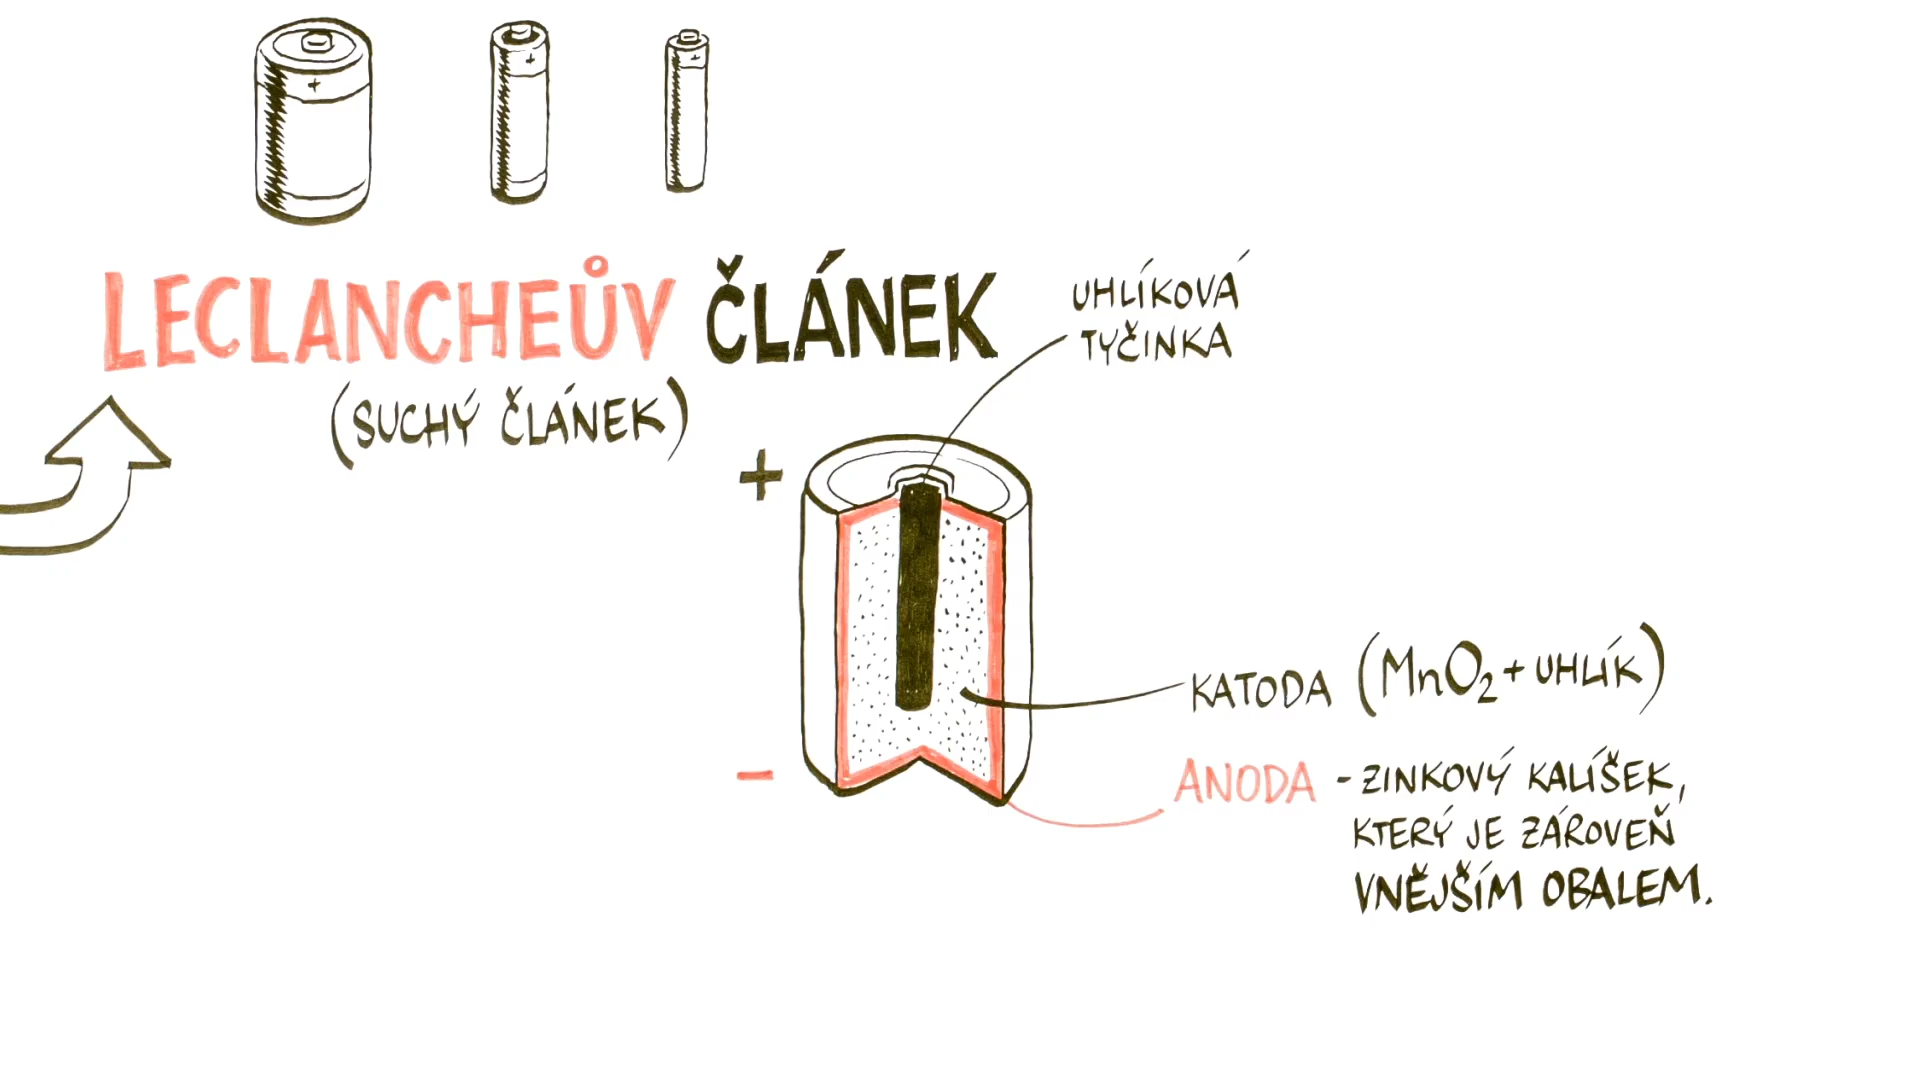 +
+
+
LECLANCHEŮV ČLÁNEK
(SUCHÝ ČLÁNEK)
UHLÍKOVÁ
TYČINKA
+
KATODA (MnO₂ + UHLÍK)
-
ANODA - ZINKOVÝ KALÍŠEK,
KTERÝ JE ZÁROVEŇ
VNĚJŠÍM OBALEM.